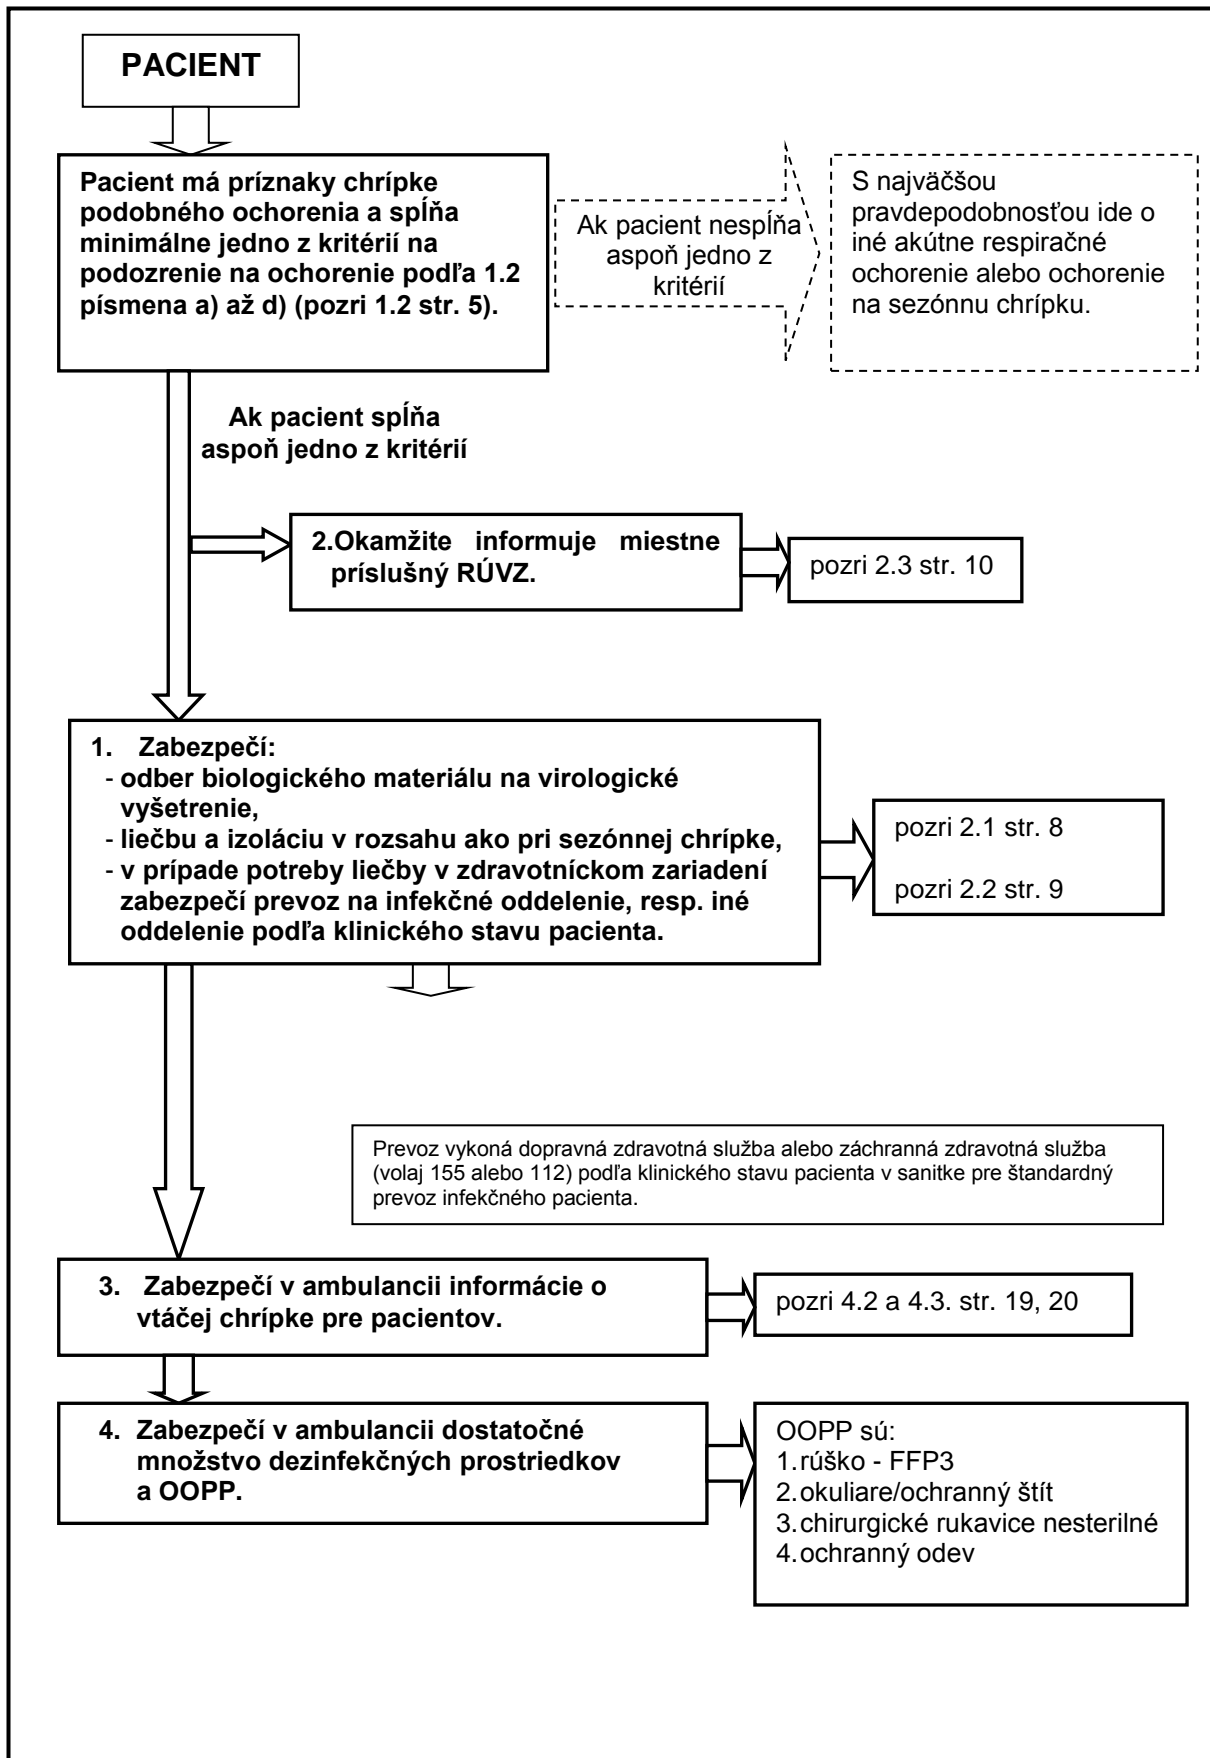 PACIENT
Pacient má príznaky chrípke
podobného ochorenia a spĺňa
minimálne jedno z kritérií na
podozrenie na ochorenie podľa 1.2
písmena a) až d) (pozri 1.2 str. 5).
Ak pacient nespĺňa
aspoň jedno z
kritérií
S najväčšou
pravdepodobnosťou ide o
iné akútne respiračné
ochorenie alebo ochorenie
na sezónnu chrípku.
Ak pacient spĺňa
aspoň jedno z kritérií
2.Okamžite informuje miestne
príslušný RÚVZ.
pozri 2.3 str. 10
1. Zabezpečí:
- odber biologického materiálu na virologické
vyšetrenie,
- liečbu a izoláciu v rozsahu ako pri sezónnej chrípke,
- v prípade potreby liečby v zdravotníckom zariadení
zabezpečí prevoz na infekčné oddelenie, resp. iné
oddelenie podľa klinického stavu pacienta.
pozri 2.1 str. 8
pozri 2.2 str. 9
Prevoz vykoná dopravná zdravotná služba alebo záchranná zdravotná služba
(volaj 155 alebo 112) podľa klinického stavu pacienta v sanitke pre štandardný
prevoz infekčného pacienta.
3. Zabezpečí v ambulancii informácie o
vtáčej chrípke pre pacientov.
pozri 4.2 a 4.3. str. 19, 20
4. Zabezpečí v ambulancii dostatočné
množstvo dezinfekčných prostriedkov
a OOPP.
OOPP sú:
1.rúško - FFP3
2.okuliare/ochranný štít
3.chirurgické rukavice nesterilné
4.ochranný odev